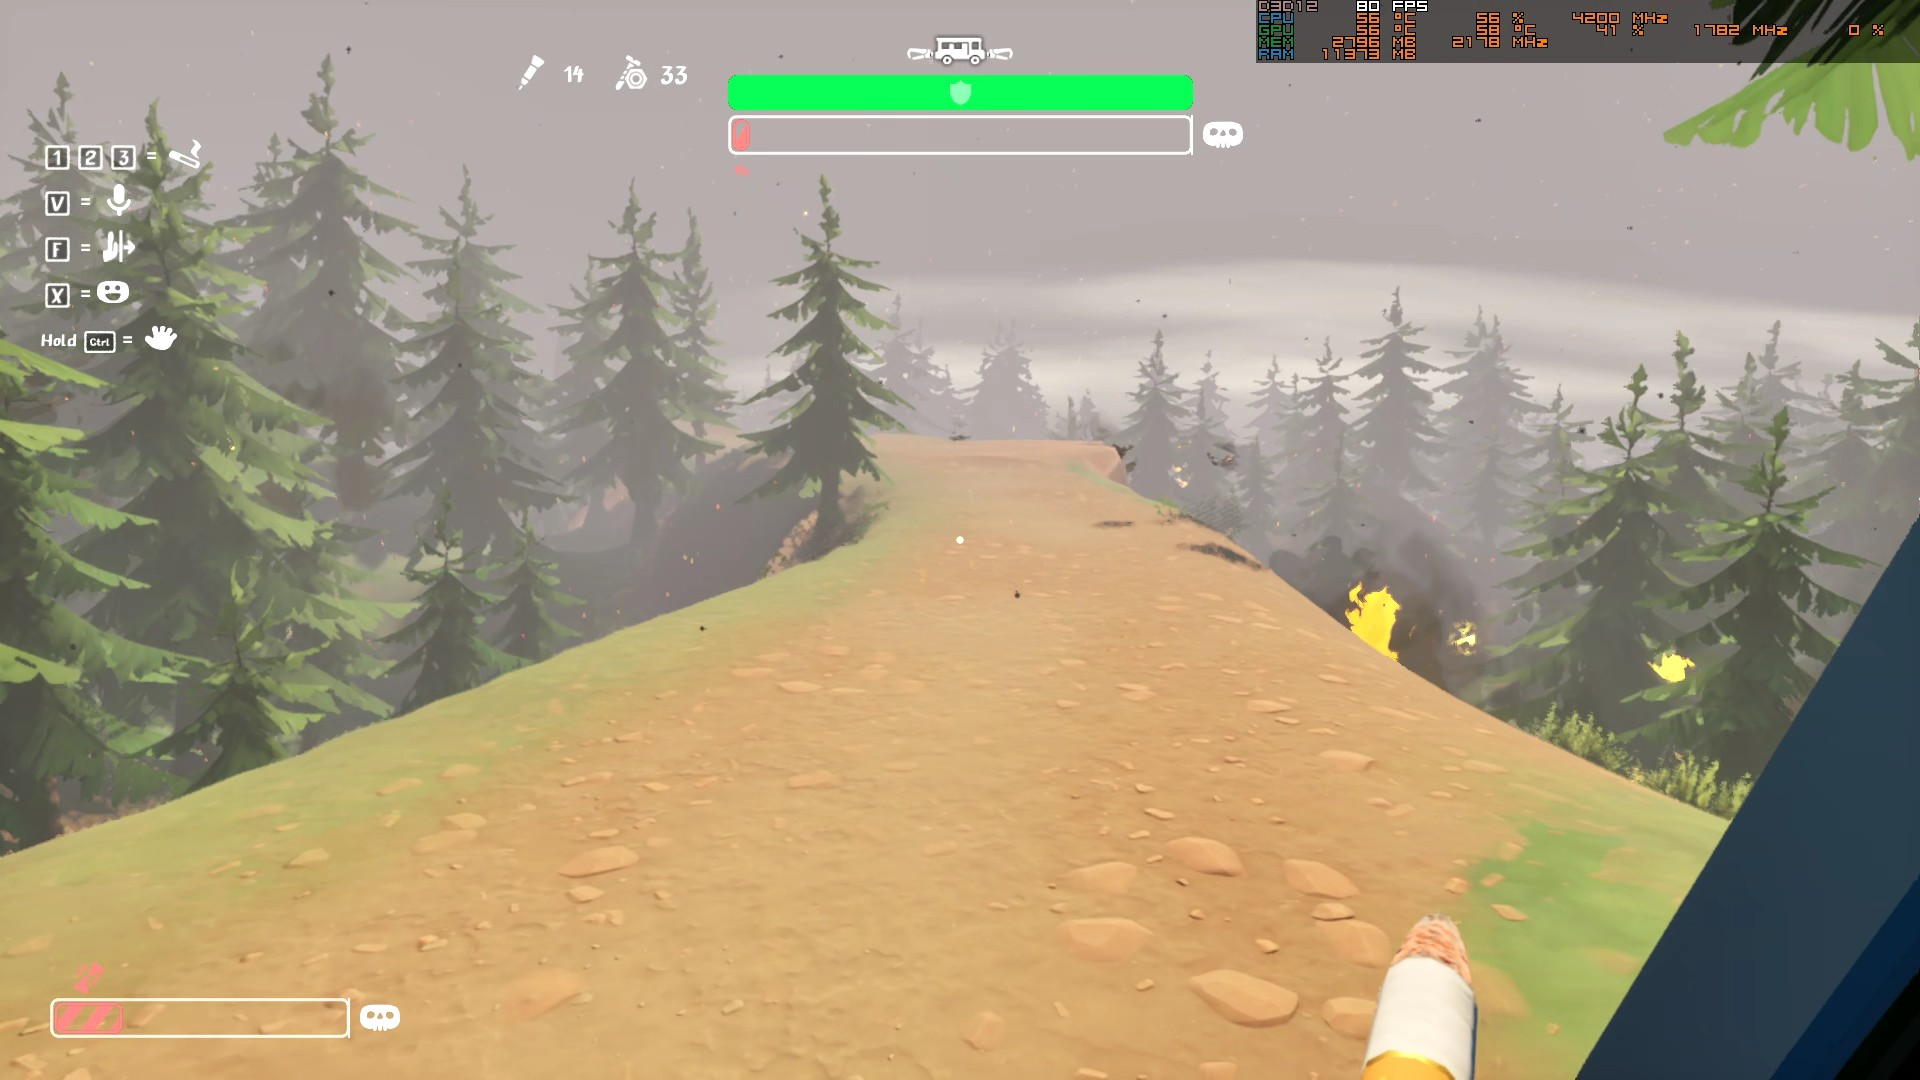 D3D12 80 FPS
CPU 56 °C 56 % 4200 MHz
GPU 56 °C 58 °C 41 % 1782 MHz 0 %
MEM 2796 MB 2178 MHz
RAM 11373 MB
14 33
1 2 3 =
V =
F =
X =
Hold Ctrl =